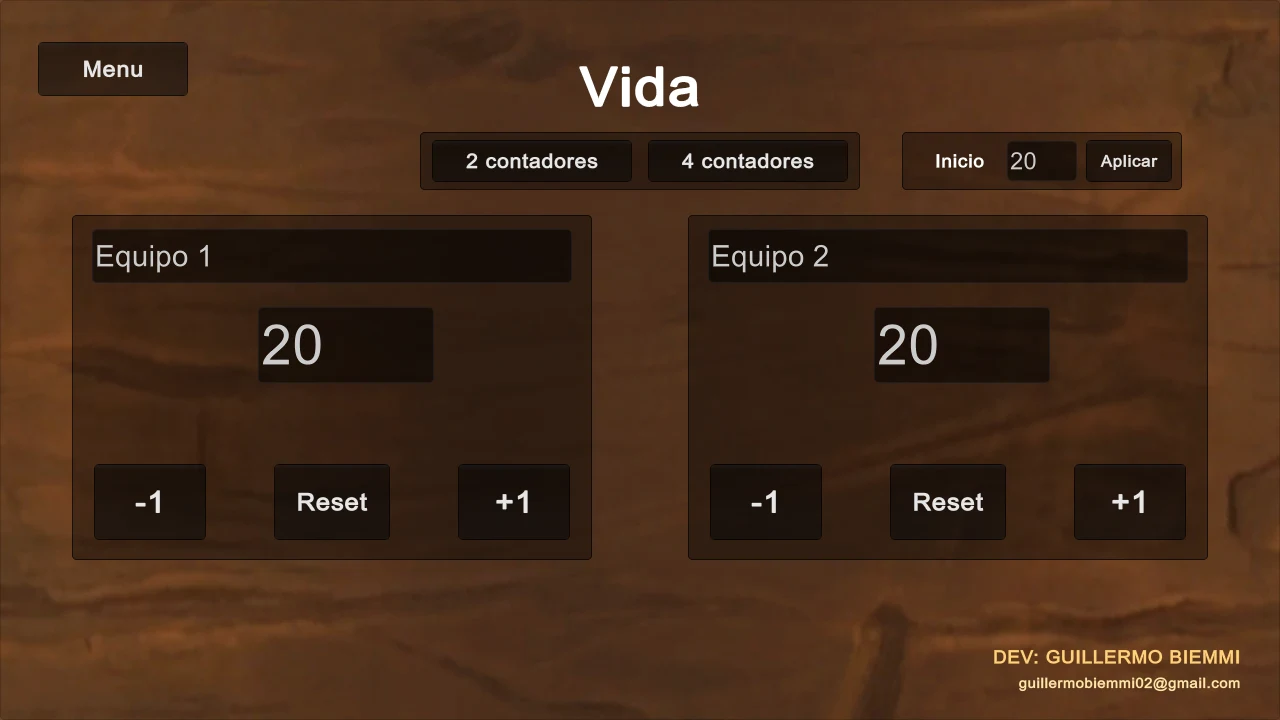 Menu
Vida
2 contadores
4 contadores
Inicio
20
Aplicar
Equipo 1
20
-1
Reset
+1
Equipo 2
20
-1
Reset
+1
DEV: GUILLERMO BIEMMI
guillermobiemmi02@gmail.com